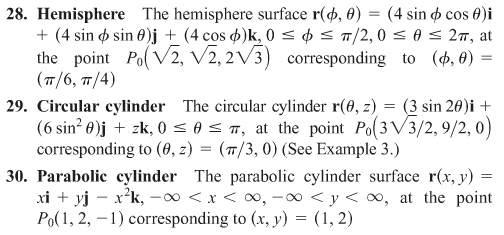 28. Hemisphere The hemisphere surface r(ϕ, θ) = (4 sin ϕ cos θ)i
+ (4 sin ϕ sin θ)j + (4 cos ϕ)k, 0 ≤ ϕ ≤ π/2, 0 ≤ θ ≤ 2π, at
the point P₀(√2, √2, 2√3) corresponding to (ϕ, θ) =
(π/6, π/4)
29. Circular cylinder The circular cylinder r(θ, z) = (3 sin 2θ)i +
(6 sin² θ)j + zk, 0 ≤ θ ≤ π, at the point P₀(3√3/2, 9/2, 0)
corresponding to (θ, z) = (π/3, 0) (See Example 3.)
30. Parabolic cylinder The parabolic cylinder surface r(x, y) =
xi + yj − x²k, −∞ < x < ∞, −∞ < y < ∞, at the point
P₀(1, 2, −1) corresponding to (x, y) = (1, 2)